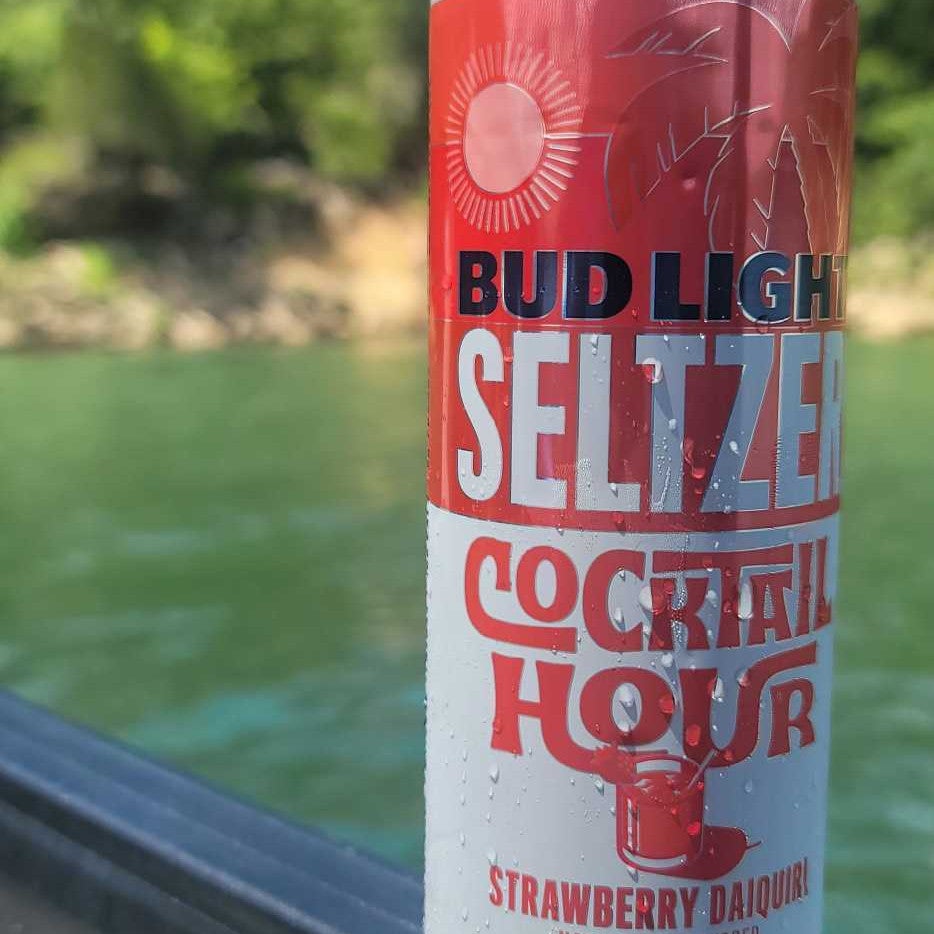 BUD LIGHT
SELTZER
COCKTAIL
HOUR
STRAWBERRY DAIQUIRI